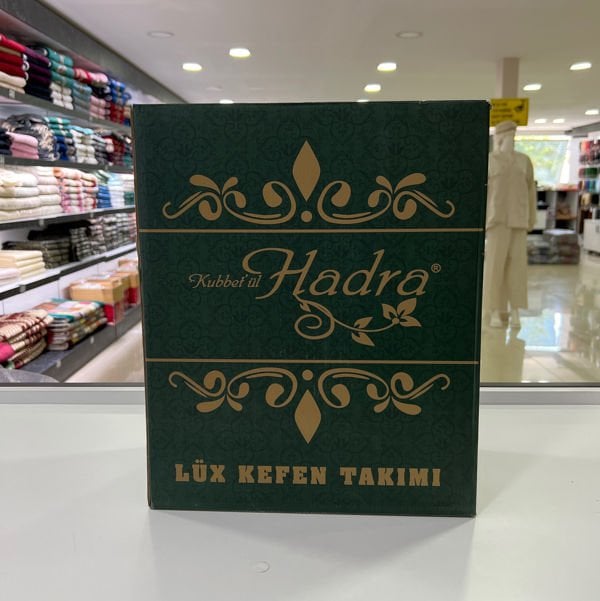 Kubbet'ül Hadra®
LÜX KEFEN TAKIMI